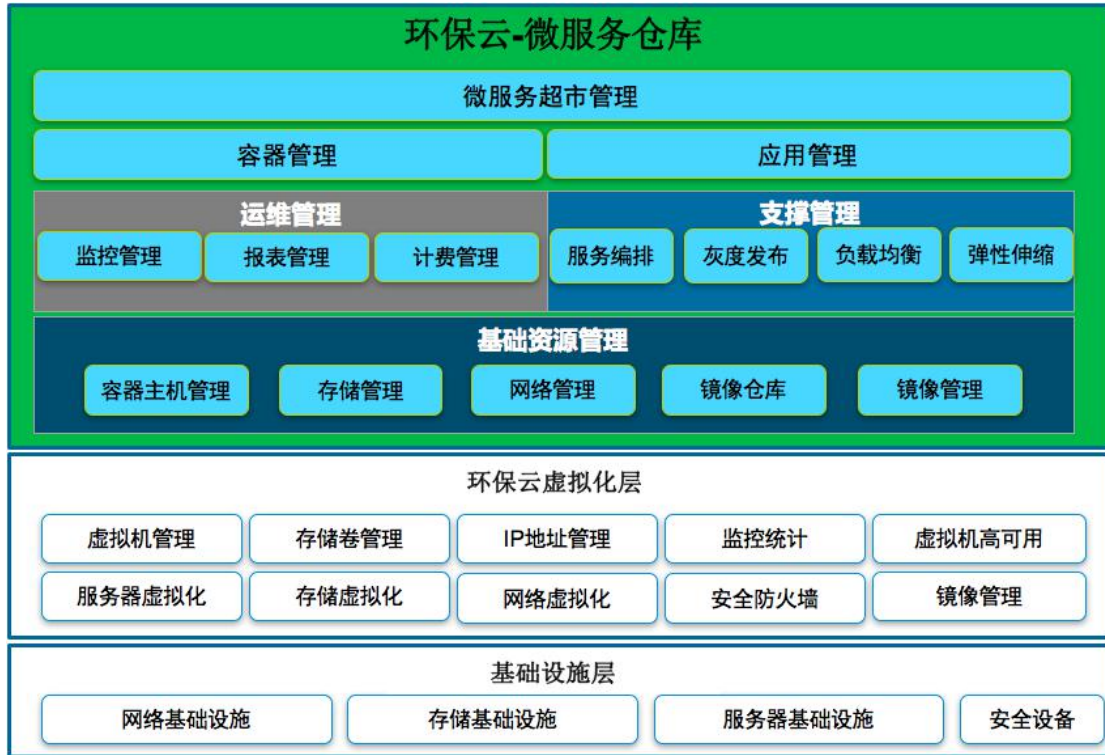 环保云-微服务仓库
微服务超市管理
容器管理 应用管理
运维管理 支撑管理
监控管理 报表管理 计费管理 服务编排 灰度发布 负载均衡 弹性伸缩
基础资源管理
容器主机管理 存储管理 网络管理 镜像仓库 镜像管理
环保云虚拟化层
虚拟机管理 存储卷管理 IP地址管理 监控统计 虚拟机高可用
服务器虚拟化 存储虚拟化 网络虚拟化 安全防火墙 镜像管理
基础设施层
网络基础设施 存储基础设施 服务器基础设施 安全设备